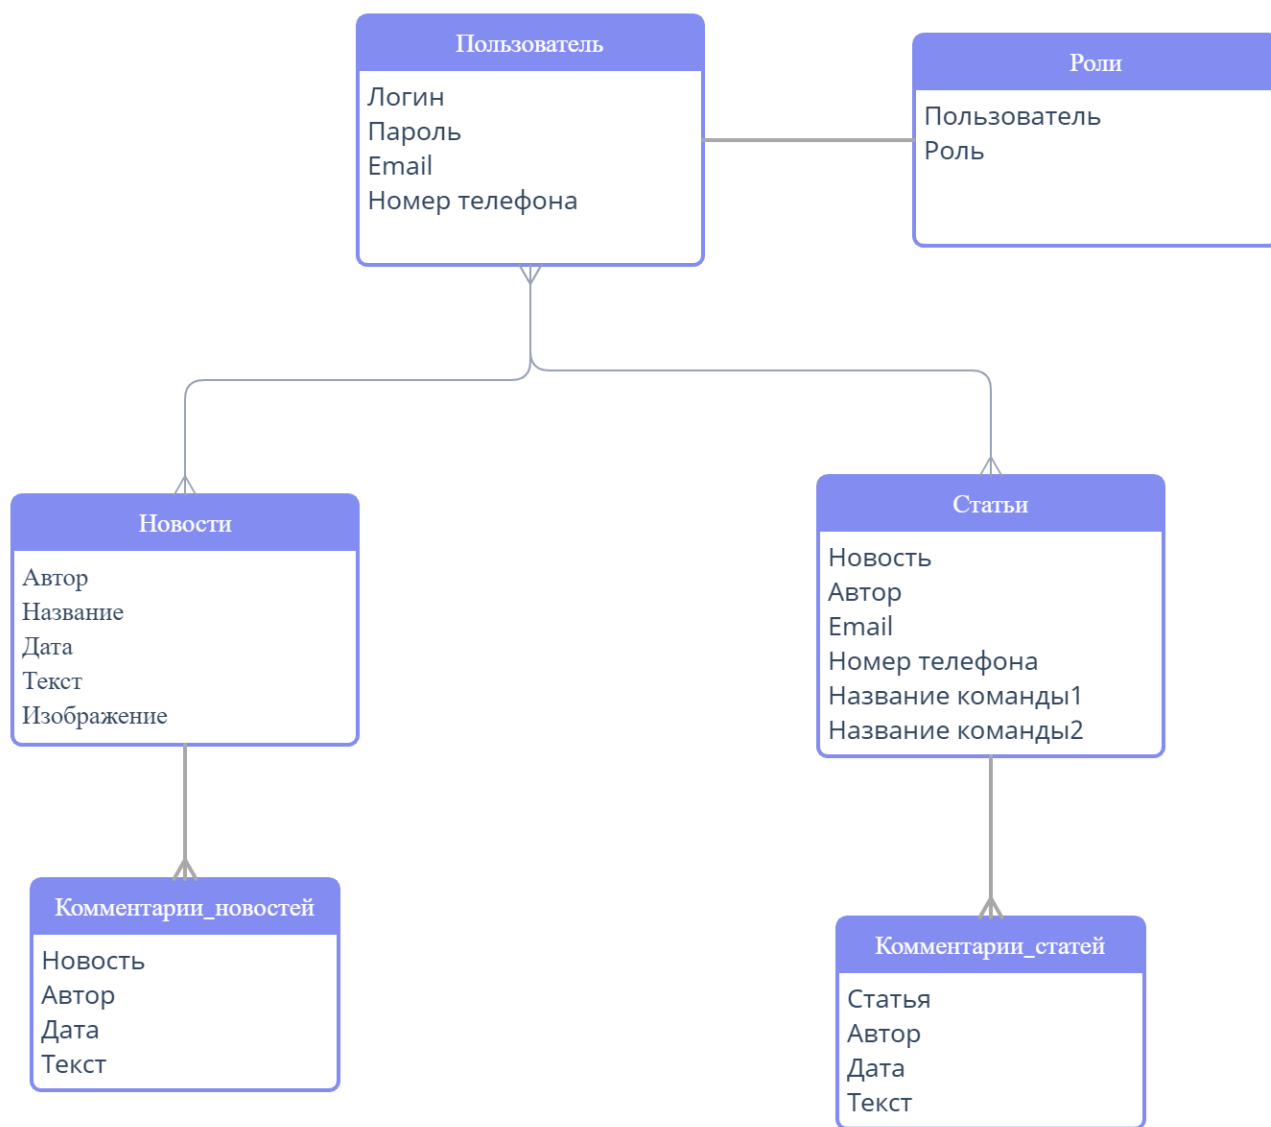 Пользователь
Логин
Пароль
Email
Номер телефона
Роли
Пользователь
Роль
Новости
Автор
Название
Дата
Текст
Изображение
Статьи
Новость
Автор
Email
Номер телефона
Название команды1
Название команды2
Комментарии_новостей
Новость
Автор
Дата
Текст
Комментарии_статей
Статья
Автор
Дата
Текст